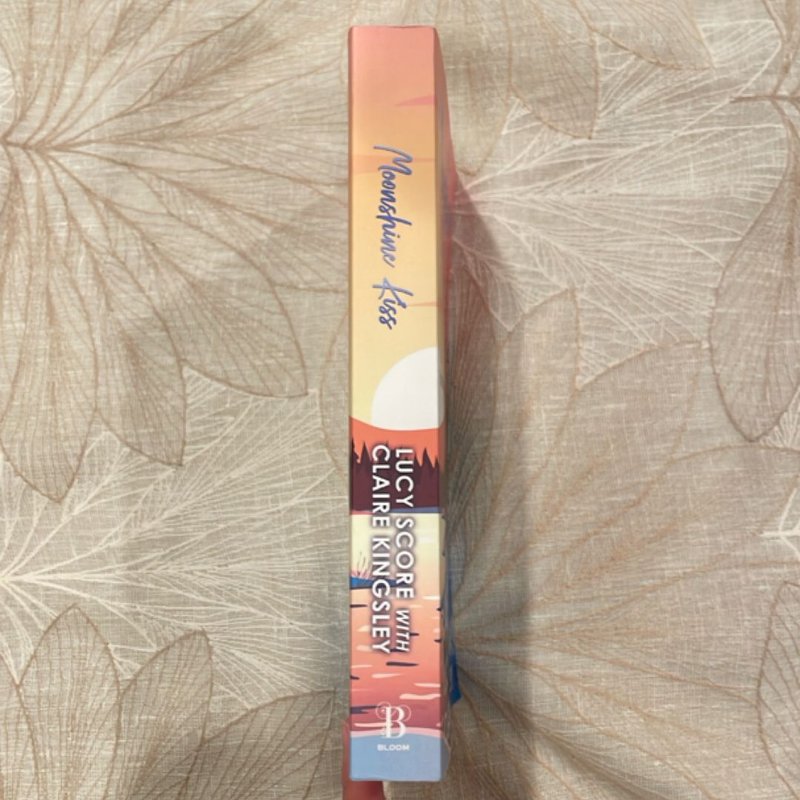 Moonshine Kiss
LUCY SCORE WITH
CLAIRE KINGSLEY
B
BLOOM